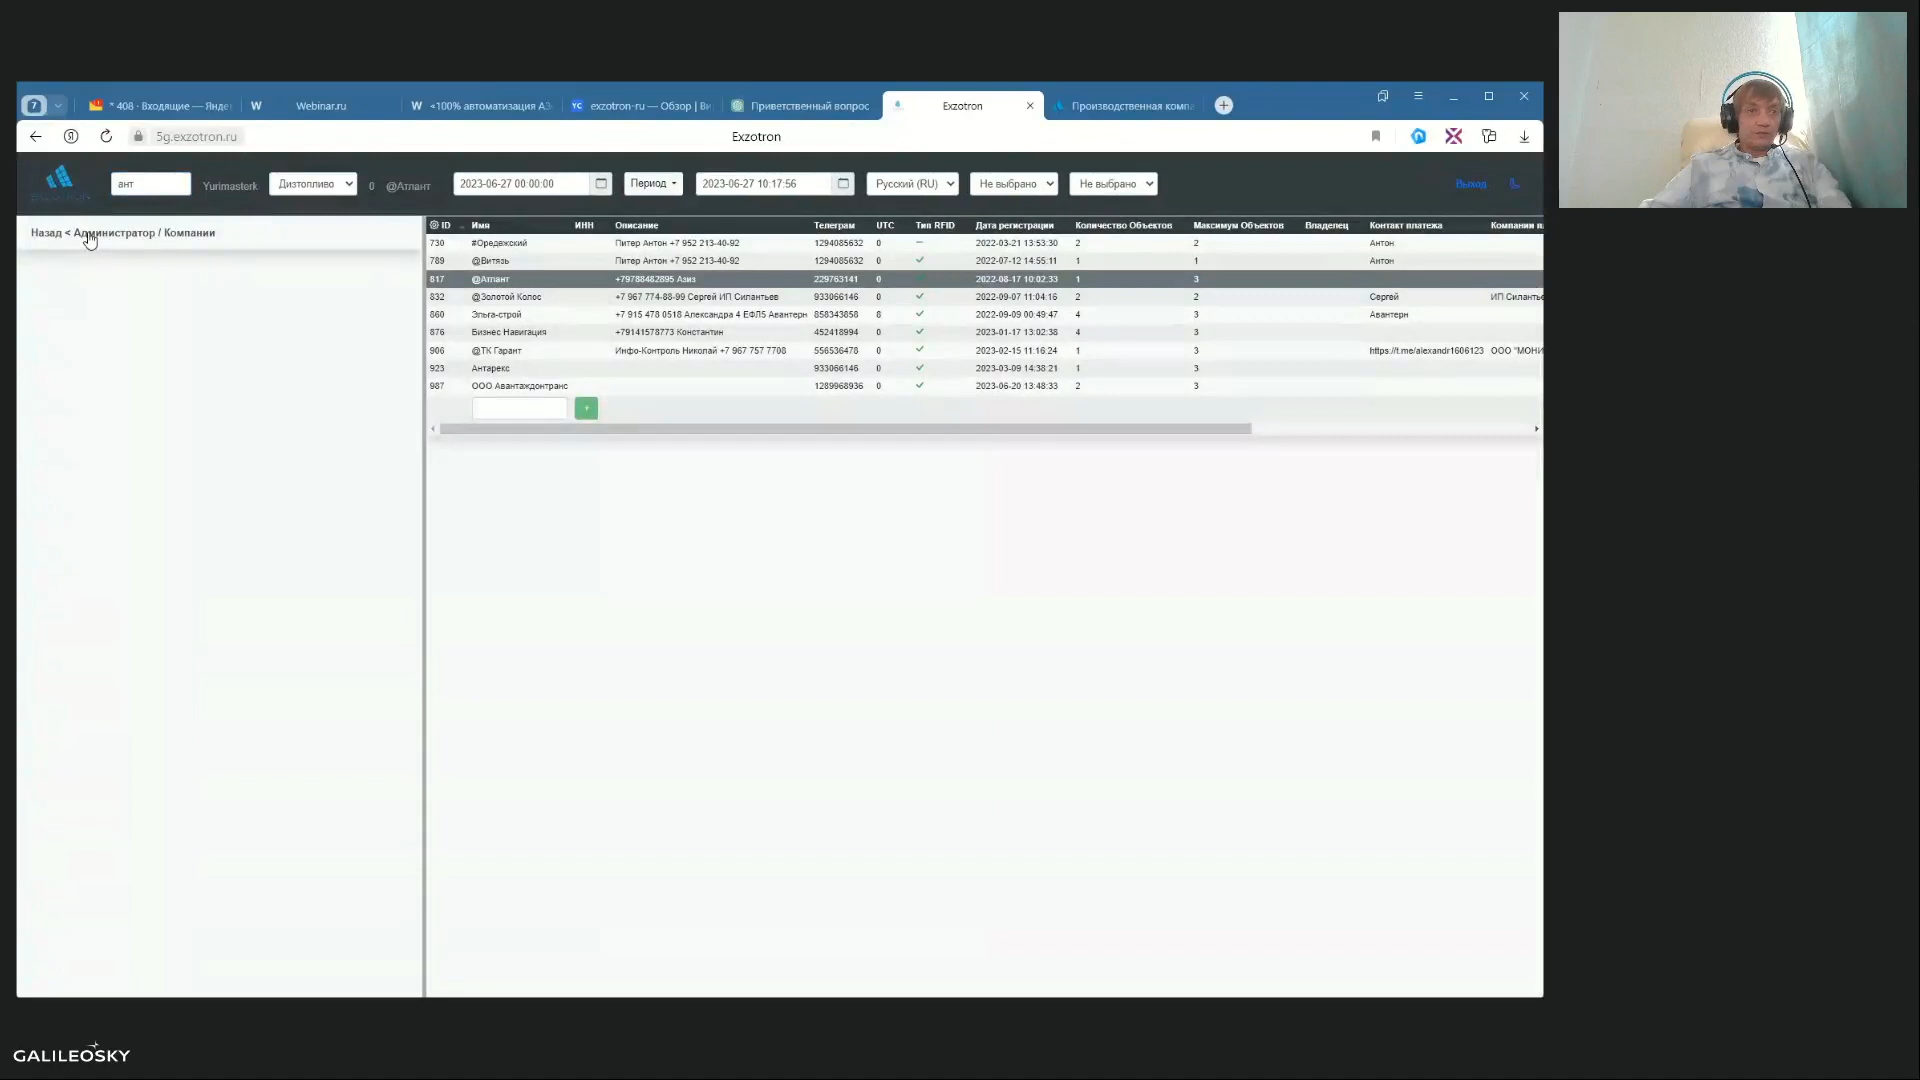 7 * 408 · Входящие — Янде W Webinar.ru W <100% автоматизация АЗ YC exzotron-ru — Обзор | Ви Приветственный вопрос Exzotron Производственная комп
5g.exzotron.ru Exzotron
ант Yurimasterk Дизтопливо 0 @Атлант 2023-06-27 00:00:00 Период 2023-06-27 10:17:56 Русский (RU) Не выбрано Не выбрано Выход
Назад < Администратор / Компании
ID Имя ИНН Описание Телеграм UTC Тип RFID Дата регистрации Количество Объектов Максимум Объектов Владелец Контакт платежа Компании п
730 #Оредежский Питер Антон +7 952 213-40-92 1294085632 0 2022-03-21 13:53:30 2 2 Антон
789 @Витязь Питер Антон +7 952 213-40-92 1294085632 0 2022-07-12 14:55:11 1 1 Антон
817 @Атлант +79788482895 Азиз 229763141 0 2022-08-17 10:02:33 1 3
832 @Золотой Колос +7 967 774-88-99 Сергей ИП Силантьев 933066146 0 2022-09-07 11:04:16 2 2 Сергей ИП Силантье
860 Эльга-строй +7 915 478 0518 Александра 4 ЕФЛ5 Авантерн 858343858 8 2022-09-09 00:49:47 4 3 Авантерн
876 Бизнес Навигация +79141578773 Константин 452418994 0 2023-01-17 13:02:38 4 3
906 @ТК Гарант Инфо-Контроль Николай +7 967 757 7708 556536478 0 2023-02-15 11:16:24 1 3 https://t.me/alexandr1606123 ООО "МОНИ
923 Антарекс 933066146 0 2023-03-09 14:38:21 1 3
987 ООО Авантаждонтранс 1289968936 0 2023-06-20 13:48:33 2 3
+
GALILEOSKY